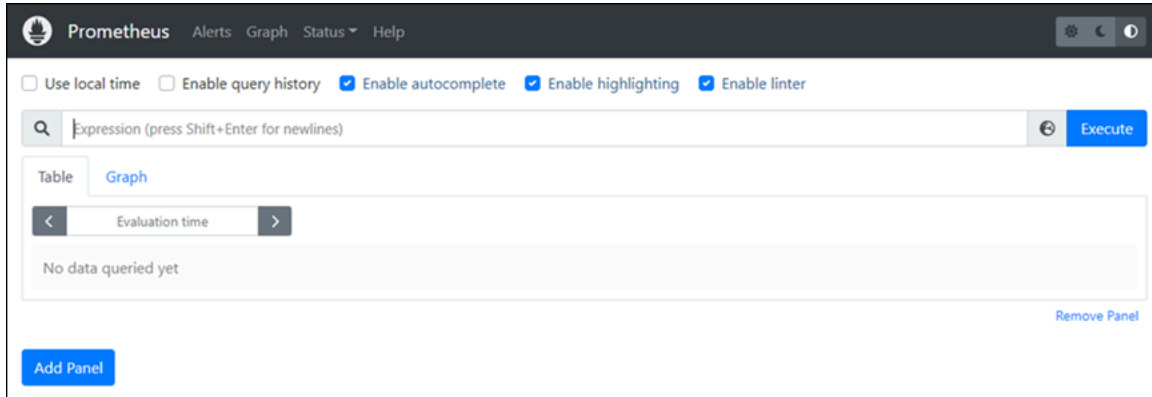 Prometheus Alerts Graph Status Help
Use local time Enable query history Enable autocomplete Enable highlighting Enable linter
Expression (press Shift+Enter for newlines) Execute
Table Graph
Evaluation time
No data queried yet
Remove Panel
Add Panel